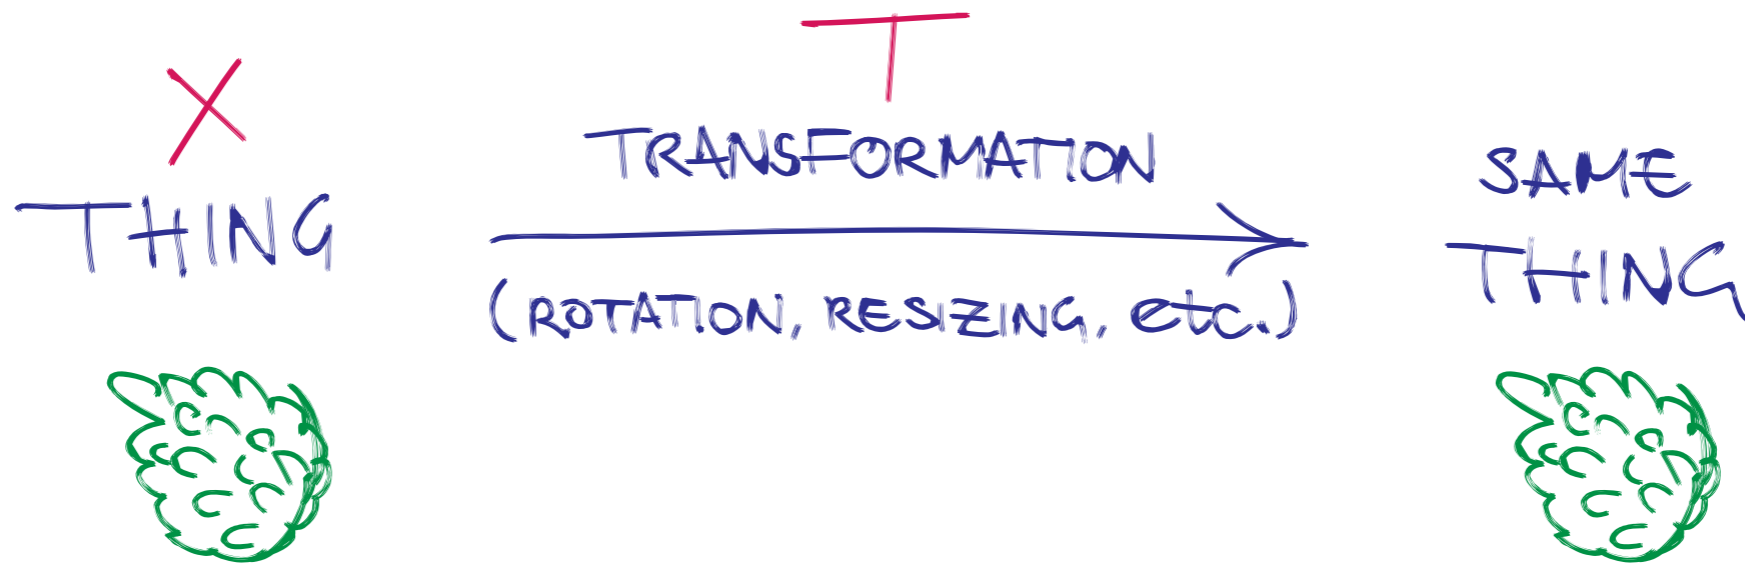 X
THING
T
TRANSFORMATION
(ROTATION, RESIZING, etc.)
SAME
THING